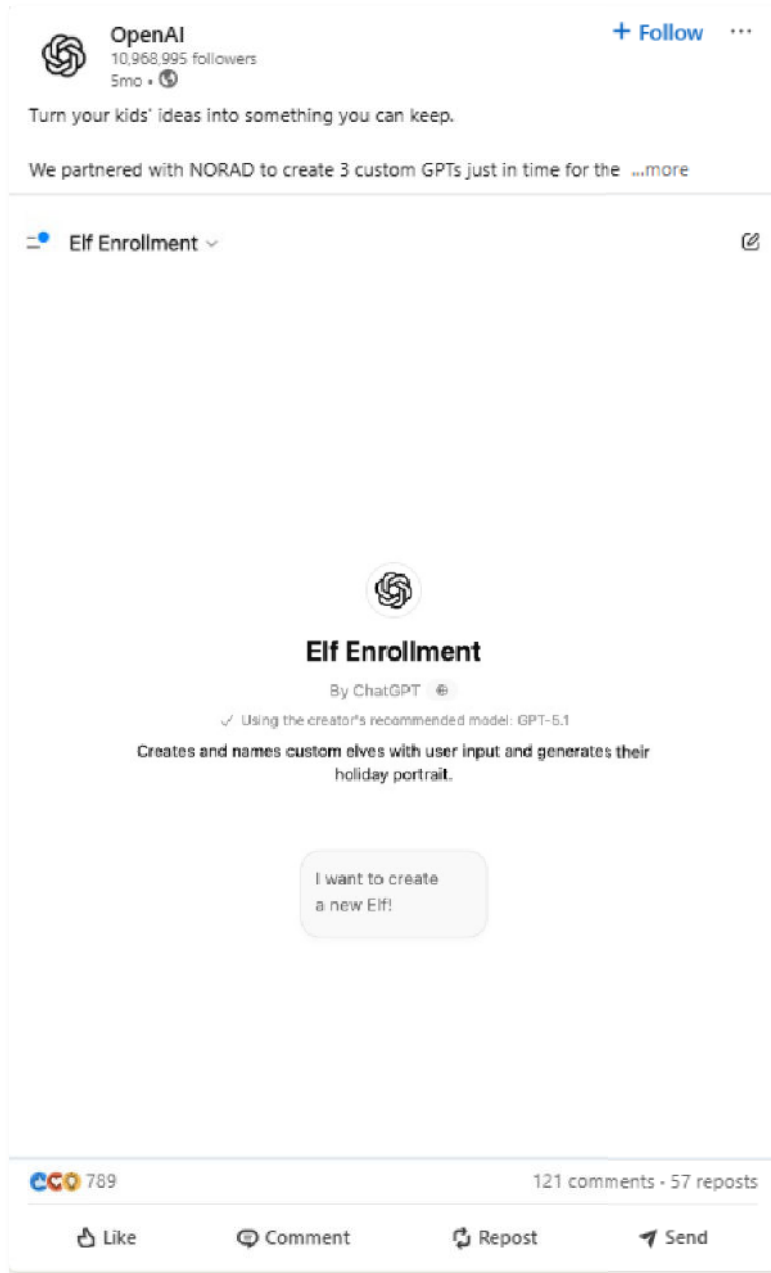 OpenAI
+ Follow ...
10,968,995 followers
5mo •
Turn your kids' ideas into something you can keep.
We partnered with NORAD to create 3 custom GPTs just in time for the ...more
Elf Enrollment
Elf Enrollment
By ChatGPT
Using the creator's recommended model: GPT-5.1
Creates and names custom elves with user input and generates their
holiday portrait.
I want to create
a new Elf!
789
121 comments • 57 reposts
Like Comment Repost Send